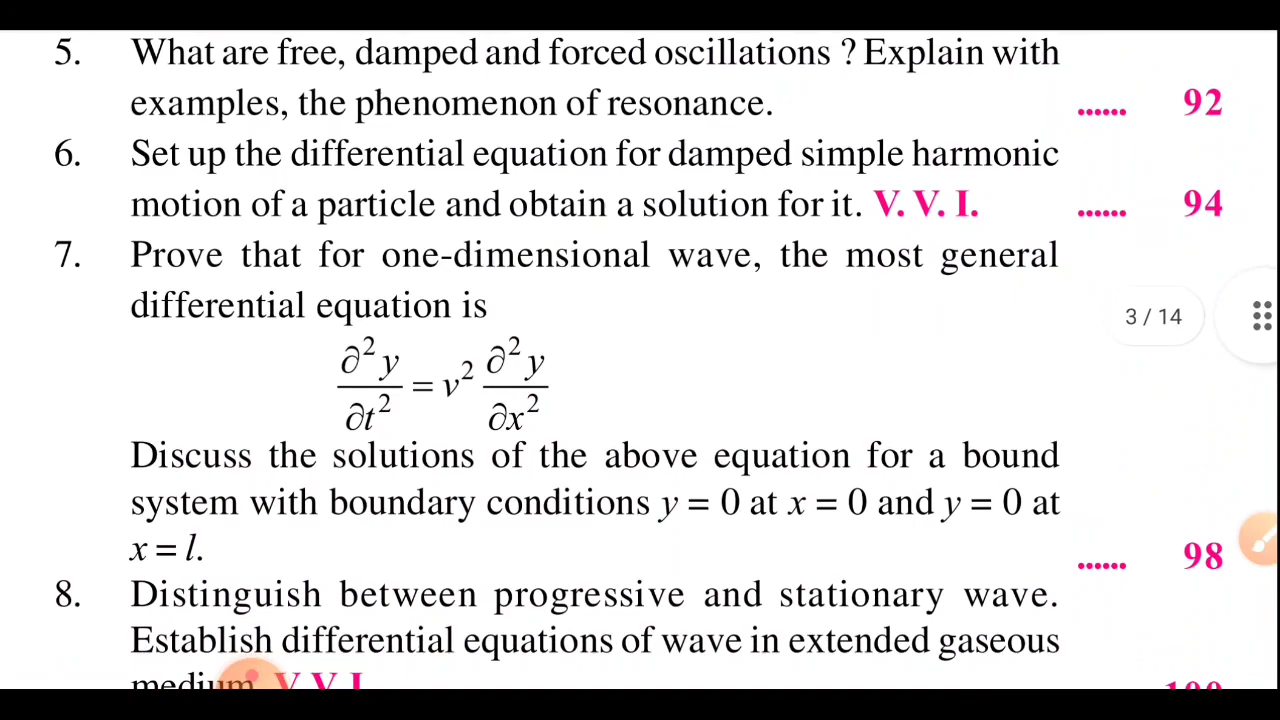 5. What are free, damped and forced oscillations ? Explain with
examples, the phenomenon of resonance. ...... 92
6. Set up the differential equation for damped simple harmonic
motion of a particle and obtain a solution for it. V. V. I. ...... 94
7. Prove that for one-dimensional wave, the most general
differential equation is
3 / 14
∂²y/∂t² = v² ∂²y/∂x²
Discuss the solutions of the above equation for a bound
system with boundary conditions y = 0 at x = 0 and y = 0 at
x = l. ...... 98
8. Distinguish between progressive and stationary wave.
Establish differential equations of wave in extended gaseous
medium. V. V. I.